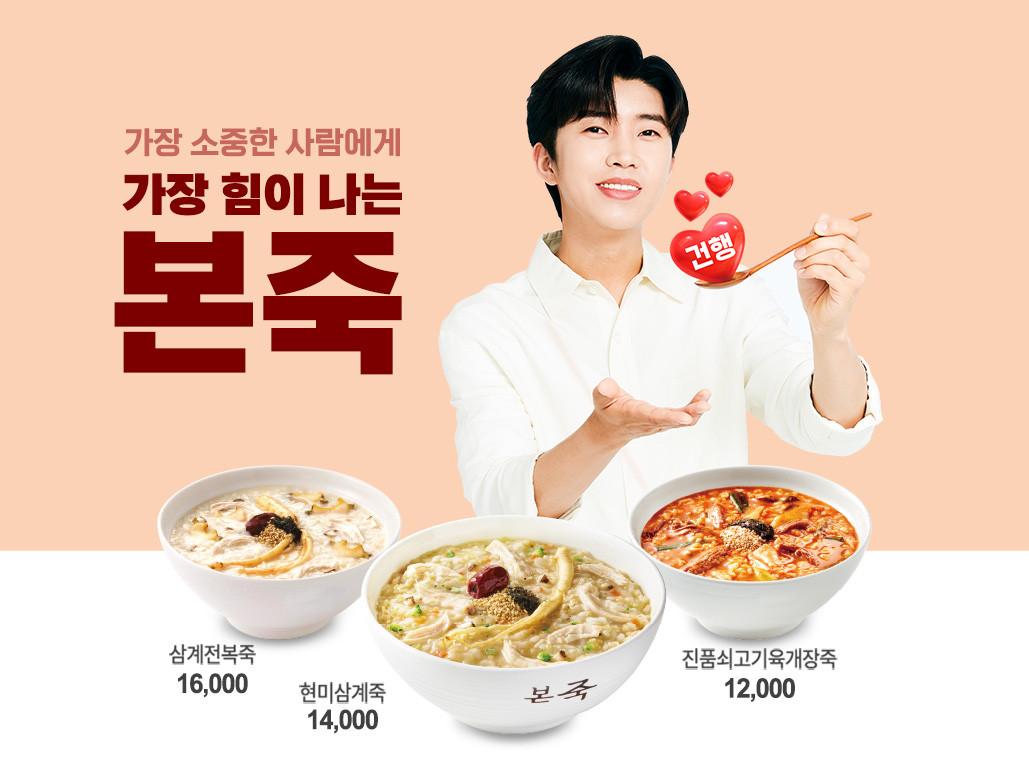 가장 소중한 사람에게
가장 힘이 나는
본죽
건행
삼계전복죽
16,000
현미삼계죽
14,000
본죽
진품쇠고기육개장죽
12,000